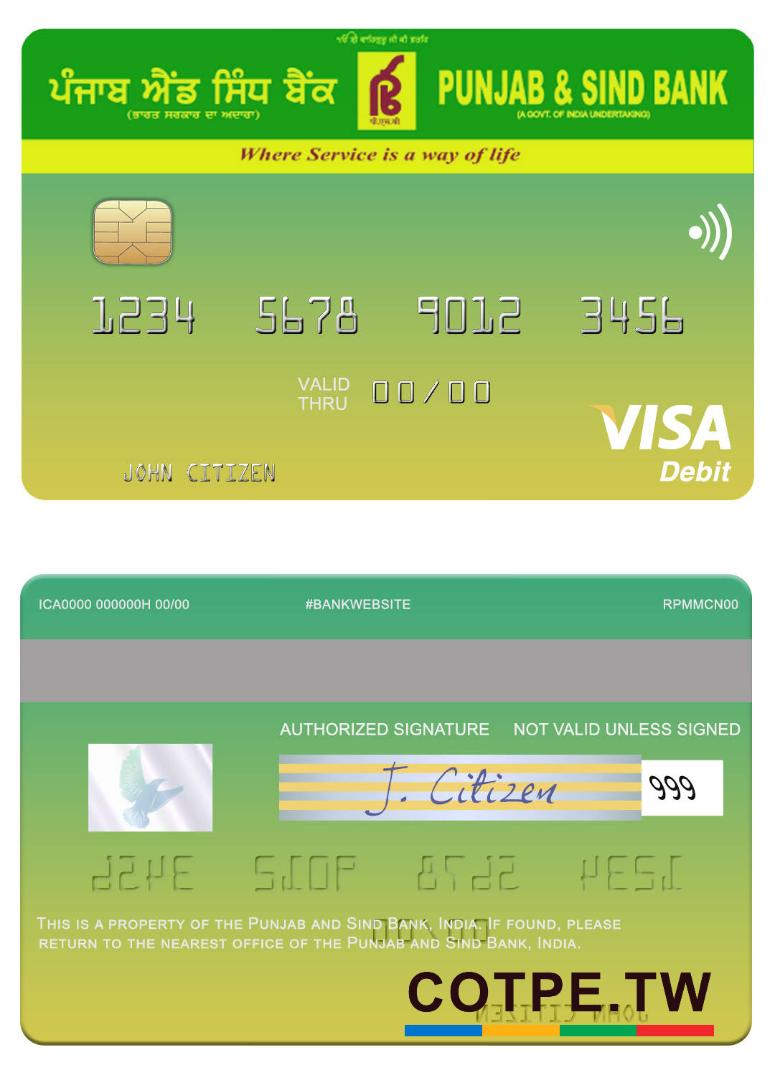 ਪੰਜਾਬ ਐਂਡ ਸਿੰਧ ਬੈਂਕ
(ਭਾਰਤ ਸਰਕਾਰ ਦਾ ਅਦਾਰਾ)
ਪੀ.ਐਸ.ਬੀ
PUNJAB & SIND BANK
(A GOVT. OF INDIA UNDERTAKING)
Where Service is a way of life
1234 5678 9012 3456
VALID THRU 00/00
VISA
Debit
JOHN CITIZEN
ICA0000 000000H 00/00 #BANKWEBSITE RPMMCN00
AUTHORIZED SIGNATURE NOT VALID UNLESS SIGNED
J. Citizen 999
THIS IS A PROPERTY OF THE PUNJAB AND SIND BANK, INDIA. IF FOUND, PLEASE
RETURN TO THE NEAREST OFFICE OF THE PUNJAB AND SIND BANK, INDIA.
COTPE.TW